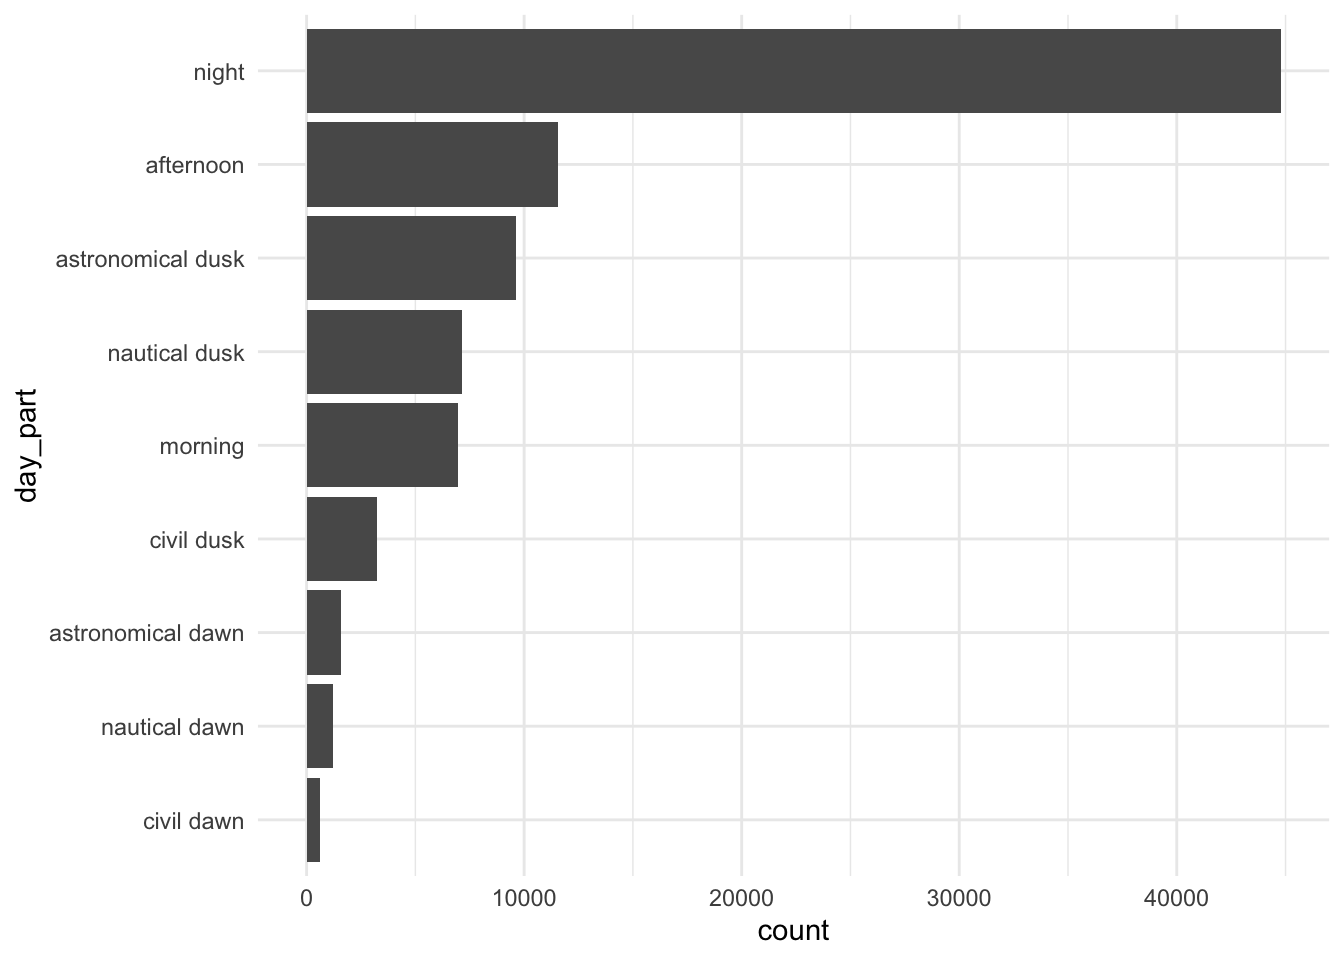 night
afternoon
astronomical dusk
nautical dusk
morning
civil dusk
astronomical dawn
nautical dawn
civil dawn
day_part
0 10000 20000 30000 40000
count